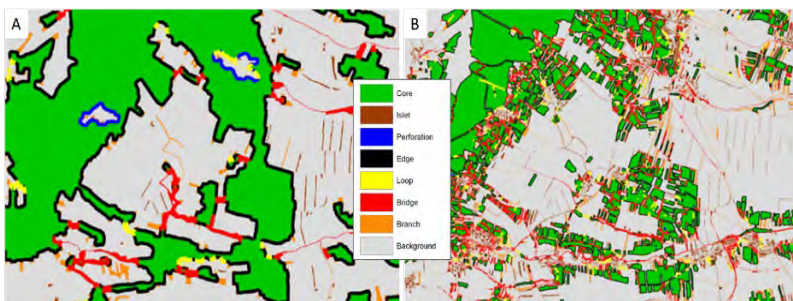 A
B
Core
Islet
Perforation
Edge
Loop
Bridge
Branch
Background